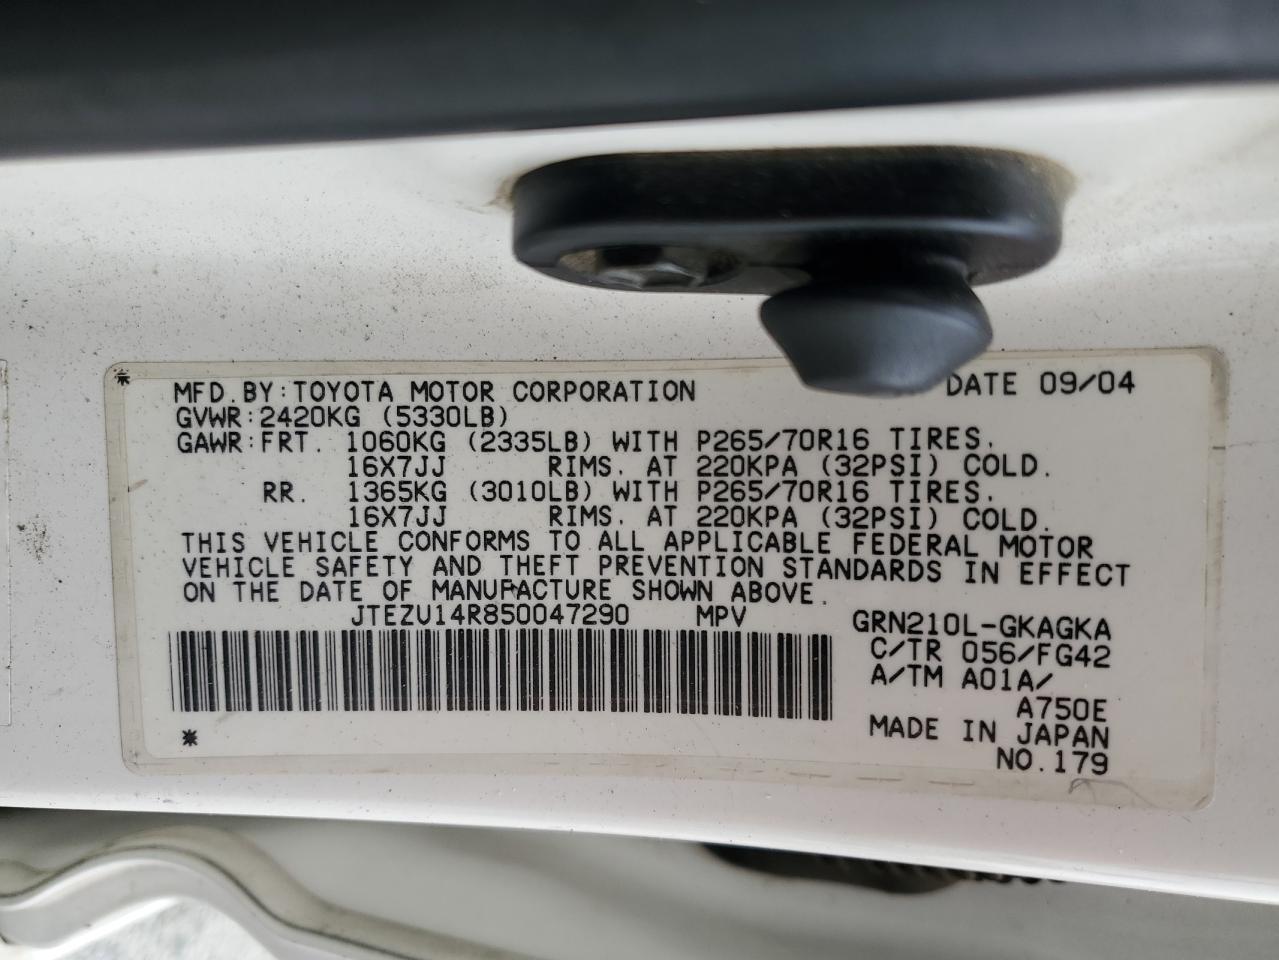 MFD.BY:TOYOTA MOTOR CORPORATION DATE 09/04
GVWR:2420KG (5330LB)
GAWR:FRT. 1060KG (2335LB) WITH P265/70R16 TIRES.
16X7JJ RIMS. AT 220KPA (32PSI) COLD.
RR. 1365KG (3010LB) WITH P265/70R16 TIRES.
16X7JJ RIMS. AT 220KPA (32PSI) COLD.
THIS VEHICLE CONFORMS TO ALL APPLICABLE FEDERAL MOTOR
VEHICLE SAFETY AND THEFT PREVENTION STANDARDS IN EFFECT
ON THE DATE OF MANUFACTURE SHOWN ABOVE.
JTEZU14R850047290 MPV
GRN210L-GKAGKA
C/TR 056/FG42
A/TM A01A/
A750E
MADE IN JAPAN
NO.179